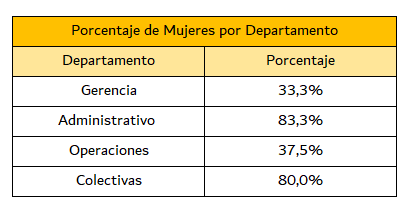 Porcentaje de Mujeres por Departamento
Departamento Porcentaje
Gerencia 33,3%
Administrativo 83,3%
Operaciones 37,5%
Colectivas 80,0%